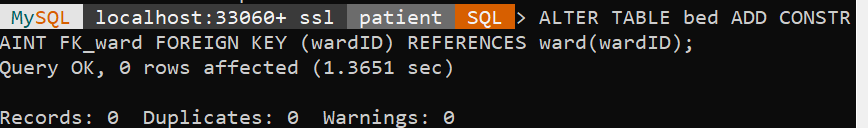 MySQL localhost:33060+ ssl patient SQL > ALTER TABLE bed ADD CONSTR
AINT FK_ward FOREIGN KEY (wardID) REFERENCES ward(wardID);
Query OK, 0 rows affected (1.3651 sec)
Records: 0  Duplicates: 0  Warnings: 0